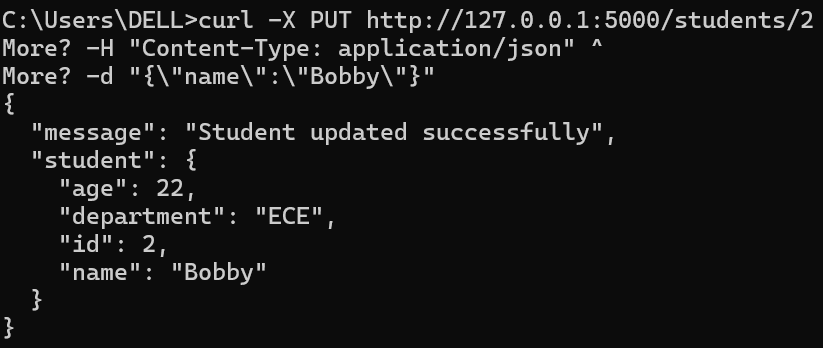 C:\Users\DELL>curl -X PUT http://127.0.0.1:5000/students/2
More? -H "Content-Type: application/json" ^
More? -d "{\"name\":\"Bobby\"}"
{
  "message": "Student updated successfully",
  "student": {
    "age": 22,
    "department": "ECE",
    "id": 2,
    "name": "Bobby"
  }
}